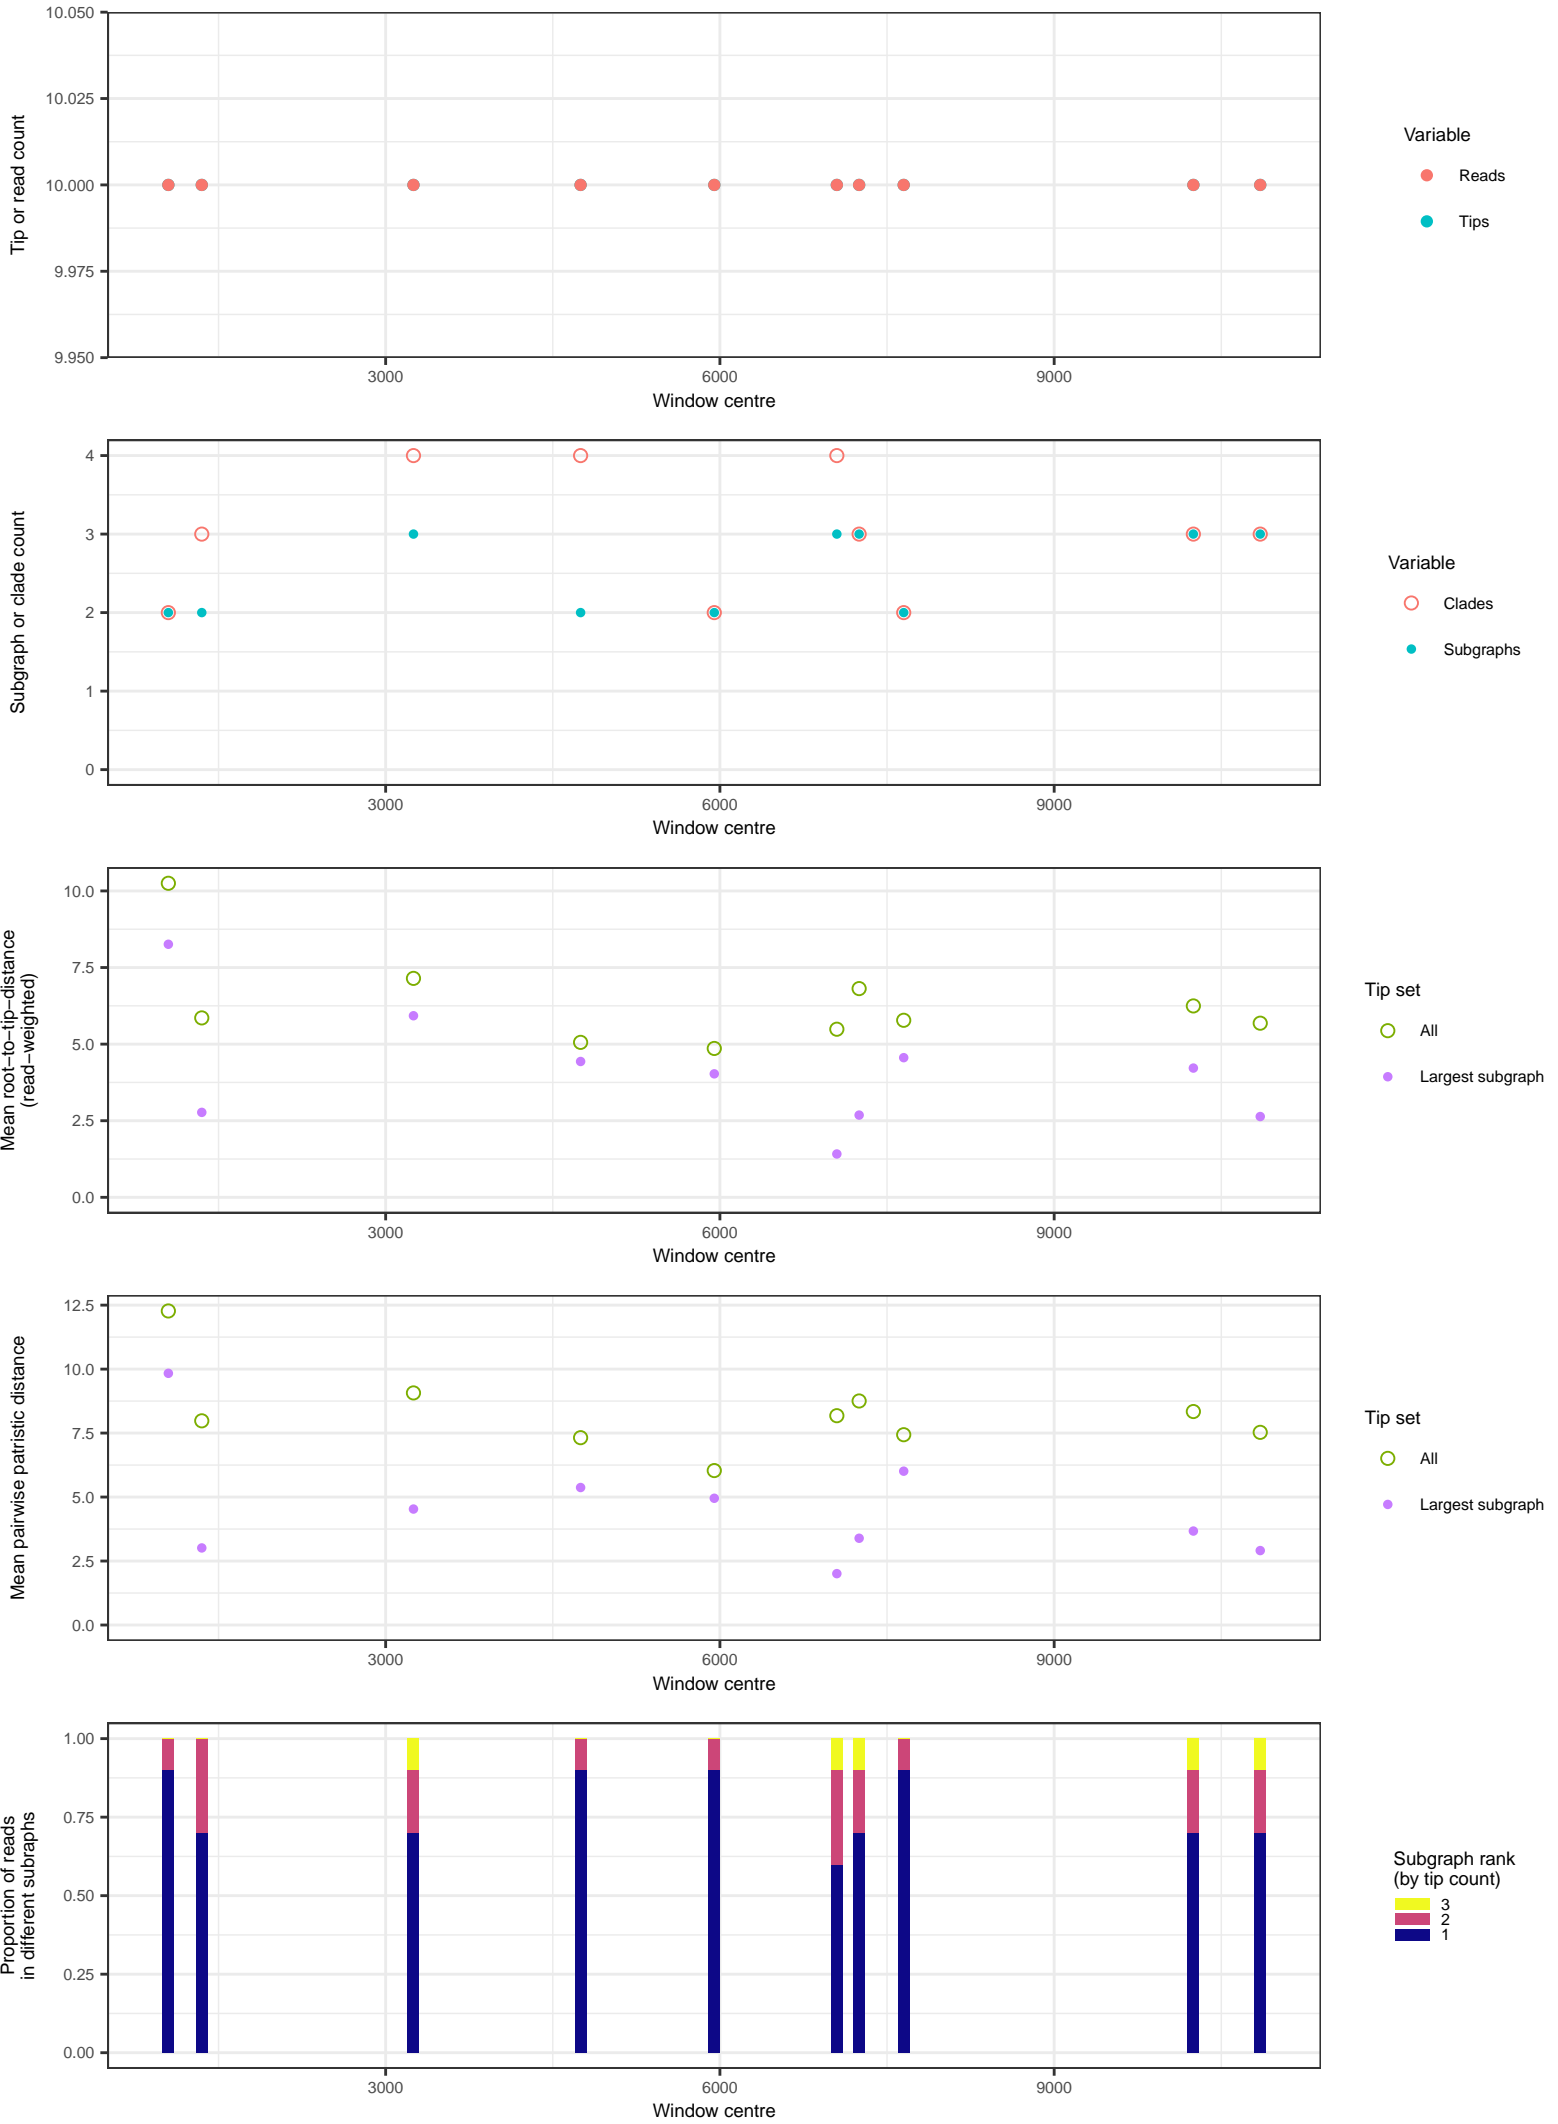 10.050
10.025
10.000
9.975
9.950
Tip or read count
3000
6000
9000
Window centre
Variable
Reads
Tips
4
3
2
1
0
Subgraph or clade count
3000
6000
9000
Window centre
Variable
Clades
Subgraphs
10.0
7.5
5.0
2.5
0.0
Mean root−to−tip−distance
(read−weighted)
3000
6000
9000
Window centre
Tip set
All
Largest subgraph
12.5
10.0
7.5
5.0
2.5
0.0
Mean pairwise patristic distance
3000
6000
9000
Window centre
Tip set
All
Largest subgraph
1.00
0.75
0.50
0.25
0.00
Proportion of reads
in different subraphs
3000
6000
9000
Window centre
Subgraph rank
(by tip count)
3
2
1